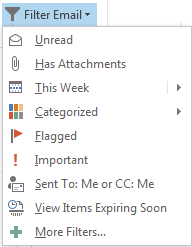 Filter Email
Unread
Has Attachments
This Week
Categorized
Flagged
Important
Sent To: Me or CC: Me
View Items Expiring Soon
More Filters...